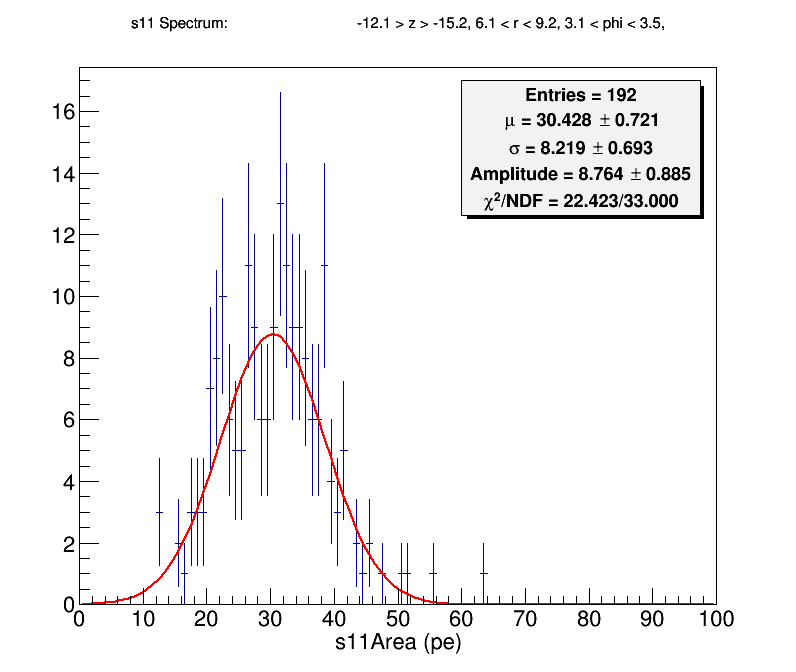 s11 Spectrum: -12.1 > z > -15.2, 6.1 < r < 9.2, 3.1 < phi < 3.5,
Entries = 192
μ = 30.428 ± 0.721
σ = 8.219 ± 0.693
Amplitude = 8.764 ± 0.885
χ²/NDF = 22.423/33.000
16
14
12
10
8
6
4
2
0
0 10 20 30 40 50 60 70 80 90 100
s11Area (pe)